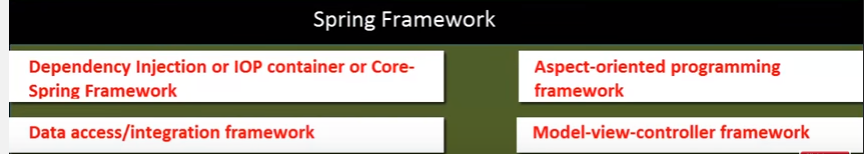 Spring Framework
Dependency Injection or IOP container or Core-
Spring Framework
Aspect-oriented programming
framework
Data access/integration framework
Model-view-controller framework